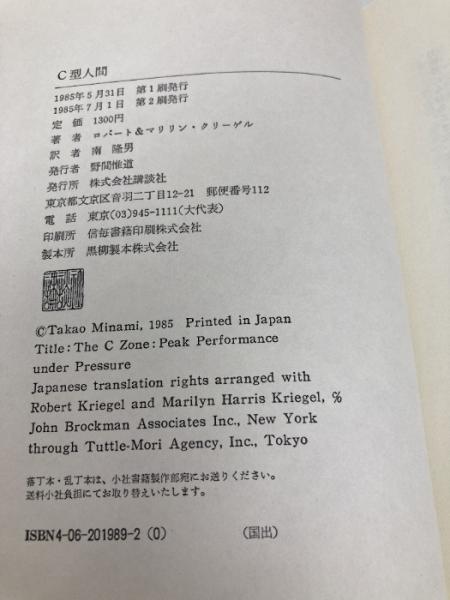 C型人間
1985年5月31日 第1刷発行
1985年7月1日 第2刷発行
定 価 1300円
著 者 ロバート&マリリン・クリーゲル
訳 者 南 隆男
発行者 野間惟道
発行所 株式会社講談社
東京都文京区音羽二丁目12-21 郵便番号112
電 話 東京(03)945-1111(大代表)
印刷所 信毎書籍印刷株式会社
製本所 黒柳製本株式会社
©Takao Minami, 1985 Printed in Japan
Title: The C Zone: Peak Performance
under Pressure
Japanese translation rights arranged with
Robert Kriegel and Marilyn Harris Kriegel, %
John Brockman Associates Inc., New York
through Tuttle-Mori Agency, Inc., Tokyo
落丁本・乱丁本は、小社書籍製作部宛にお送りください。
送料小社負担にてお取り替えいたします。
ISBN4-06-201989-2 (0) (国出)